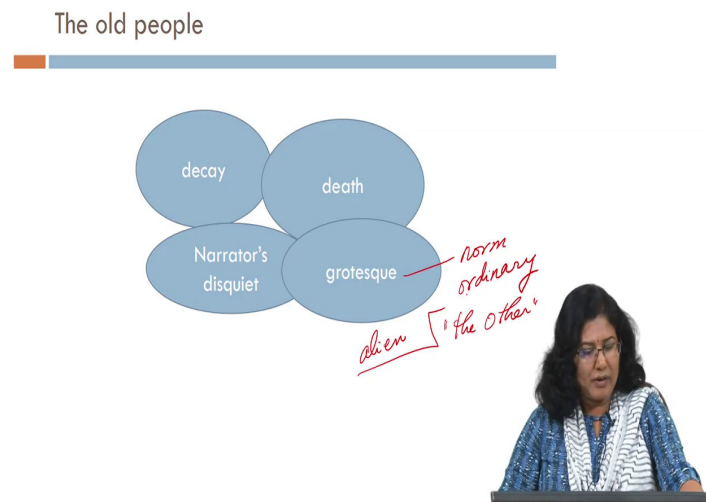 The old people
decay
death
Narrator's
disquiet
grotesque
norm
ordinary
"the Other"
alien